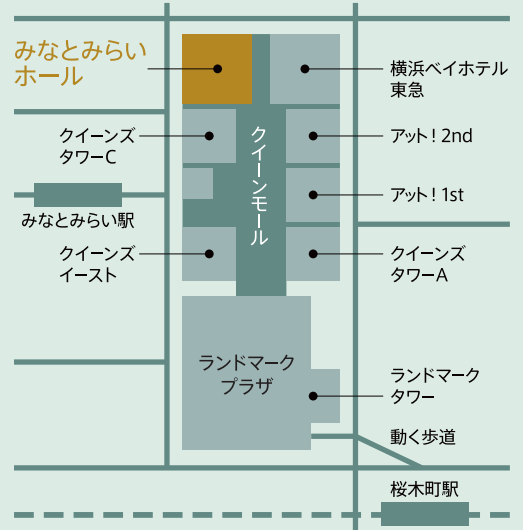 みなとみらい
ホール
横浜ベイホテル
東急
クイーンズ
タワーC
クイーンモール
アット！2nd
みなとみらい駅
アット！1st
クイーンズ
イースト
クイーンズ
タワーA
ランドマーク
プラザ
ランドマーク
タワー
動く歩道
桜木町駅